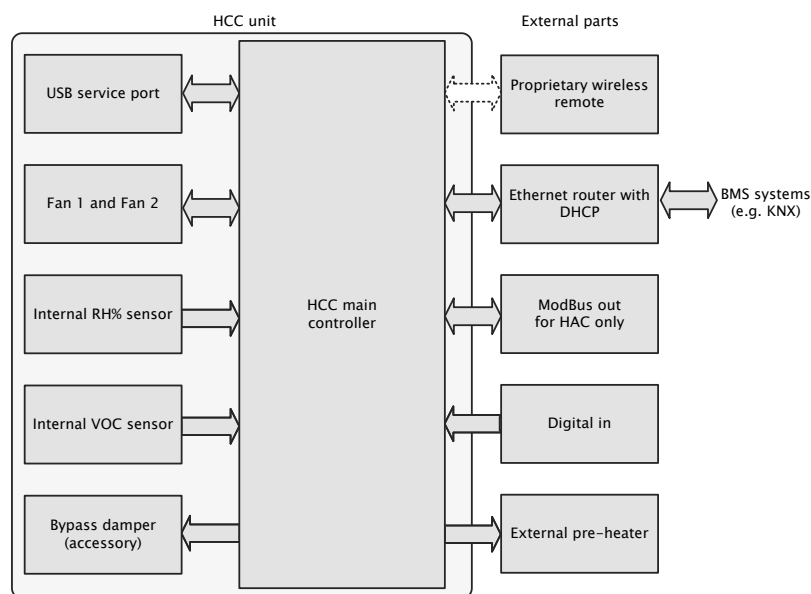 HCC unit
External parts
USB service port
Fan 1 and Fan 2
Internal RH% sensor
Internal VOC sensor
Bypass damper
(accessory)
HCC main
controller
Proprietary wireless
remote
Ethernet router with
DHCP
BMS systems
(e.g. KNX)
ModBus out
for HAC only
Digital in
External pre-heater